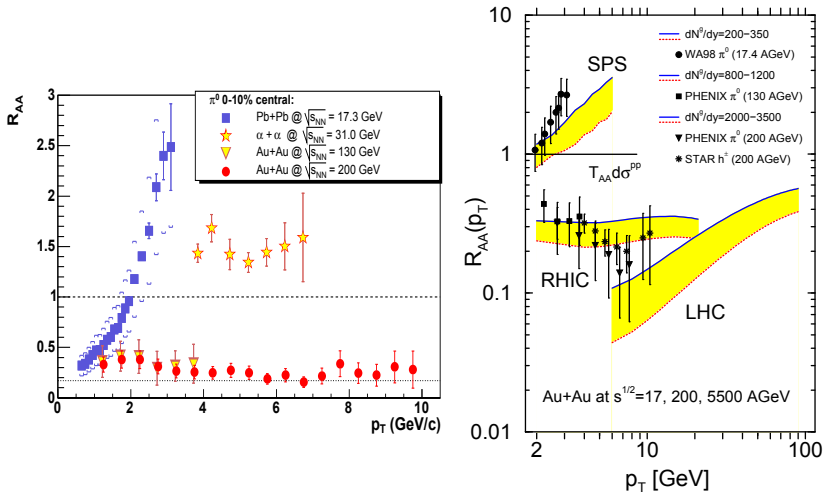 R_AA
3
2.5
2
1.5
1
0.5
0
0
2
4
6
8
10
p_T (GeV/c)
π⁰ 0-10% central:
Pb+Pb @ √s_NN = 17.3 GeV
α + α @ √s_NN = 31.0 GeV
Au+Au @ √s_NN = 130 GeV
Au+Au @ √s_NN = 200 GeV
R_AA(p_T)
10
1
0.1
0.01
2
10
100
p_T [GeV]
dN^g/dy=200−350
WA98 π⁰ (17.4 AGeV)
dN^g/dy=800−1200
PHENIX π⁰ (130 AGeV)
dN^g/dy=2000−3500
PHENIX π⁰ (200 AGeV)
STAR h^± (200 AGeV)
SPS
T_AA dσ^pp
RHIC
LHC
Au+Au at s^1/2=17, 200, 5500 AGeV